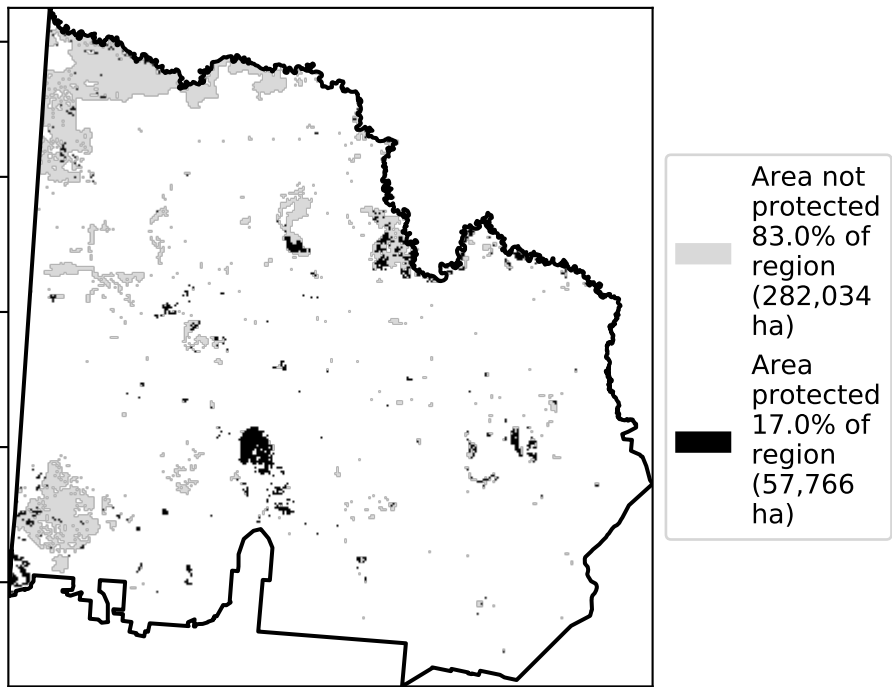 Area not
protected
83.0% of
region
(282,034
ha)
Area
protected
17.0% of
region
(57,766
ha)